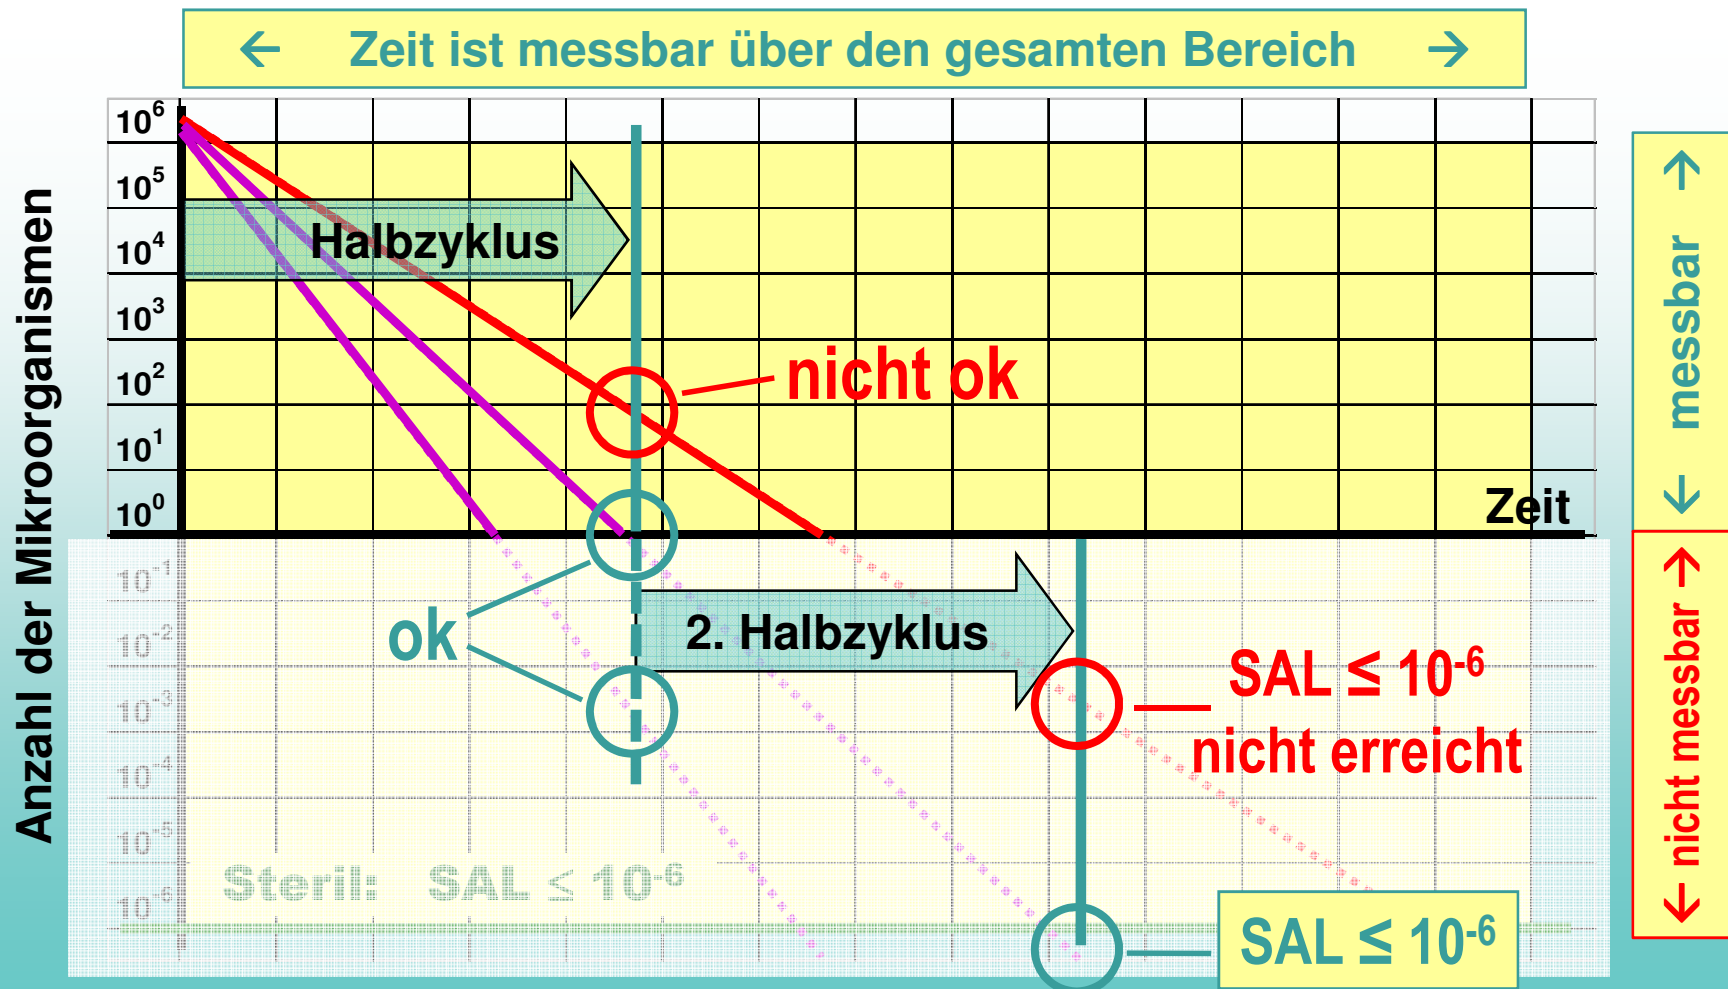 ← Zeit ist messbar über den gesamten Bereich →
Anzahl der Mikroorganismen
10⁶
10⁵
10⁴
10³
10²
10¹
10⁰
10⁻¹
10⁻²
10⁻³
10⁻⁴
10⁻⁵
10⁻⁶
Halbzyklus
nicht ok
Zeit
ok
2. Halbzyklus
SAL ≤ 10⁻⁶
nicht erreicht
Steril: SAL ≤ 10⁻⁶
SAL ≤ 10⁻⁶
← messbar →
← nicht messbar →